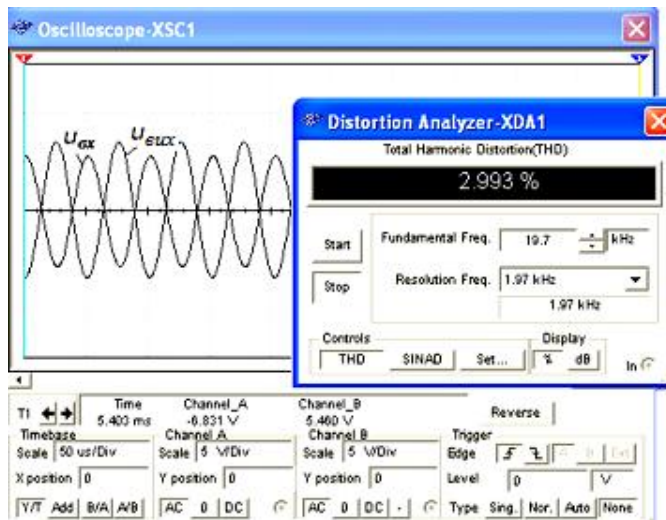 Oscilloscope-XSC1
uвх
uвых
Distortion Analyzer-XDA1
Total Harmonic Distortion(THD)
2.993 %
Start
Fundamental Freq. 19.7 kHz
Stop
Resolution Freq. 1.97 kHz
1.97 kHz
Controls
Display
THD SINAD Set... % dB
In
Time Channel_A Channel_B
T1 5.403 ms -6.831 V 5.460 V
Reverse
Timebase Channel A Channel B Trigger
Scale 50 us/Div Scale 5 V/Div Scale 5 V/Div Edge
X position 0 Y position 0 Y position 0 Level 0 V
Y/T Add B/A A/B AC 0 DC AC 0 DC - Type Sing. Nor. Auto None